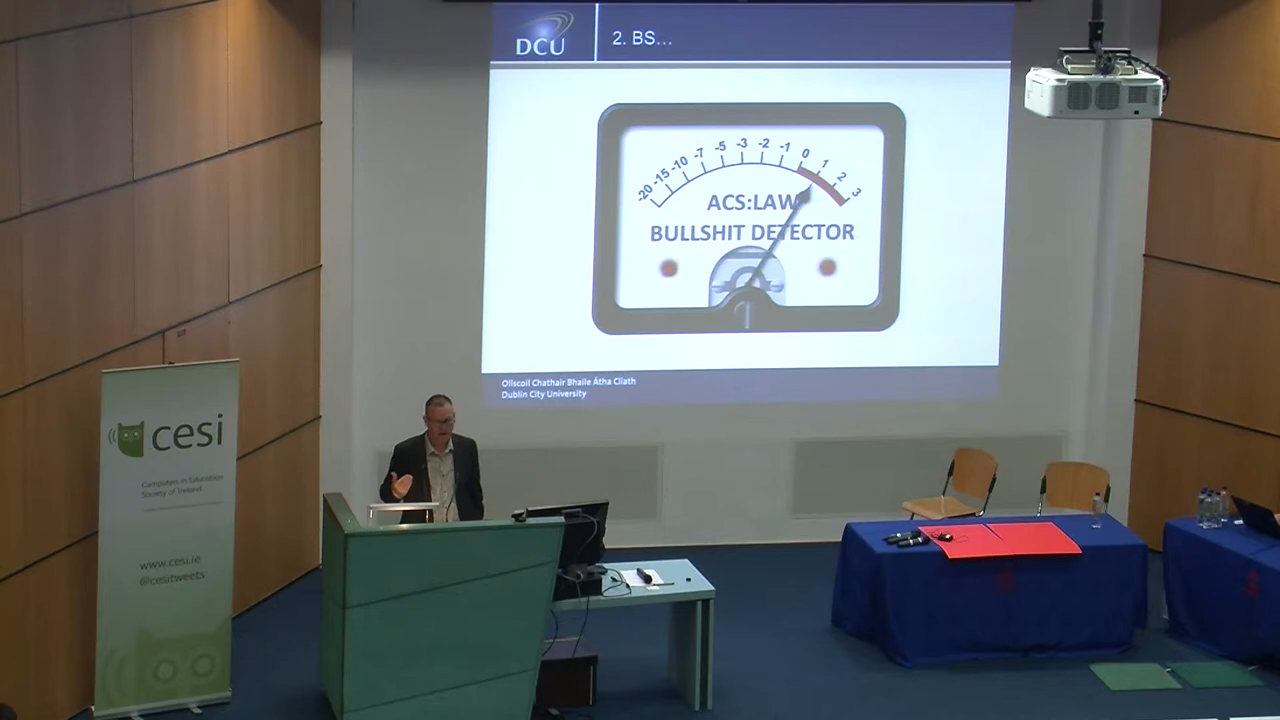 DCU
2. BS...
-20 -15 -10 -7 -5 -3 -2 -1 0 1 2 3
ACS:LAW
BULLSHIT DETECTOR
Ollscoil Chathair Bhaile Átha Cliath
Dublin City University
cesi
Computers in Education
Society of Ireland
www.cesi.ie
@cesitweets